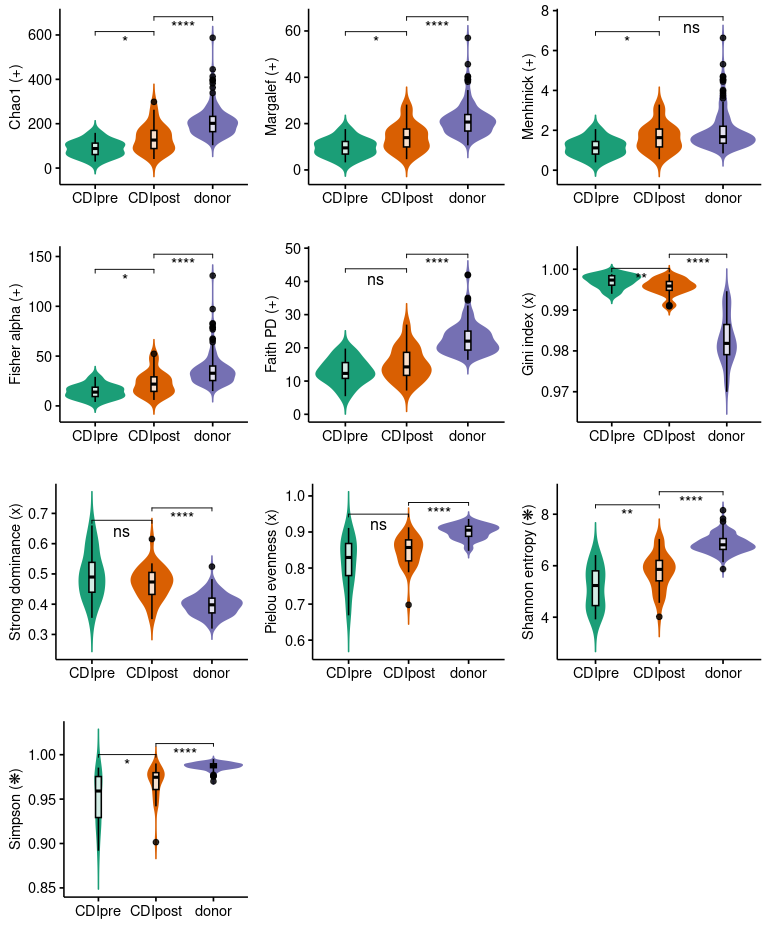 Chao1 (+)
600
400
200
0
*
****
CDIpre CDIpost donor
Margalef (+)
60
40
20
0
*
****
CDIpre CDIpost donor
Menhinick (+)
8
6
4
2
0
*
ns
CDIpre CDIpost donor
Fisher alpha (+)
150
100
50
0
*
****
CDIpre CDIpost donor
Faith PD (+)
50
40
30
20
10
0
ns
****
CDIpre CDIpost donor
Gini index (x)
1.00
0.99
0.98
0.97
**
****
CDIpre CDIpost donor
Strong dominance (x)
0.7
0.6
0.5
0.4
0.3
ns
****
CDIpre CDIpost donor
Pielou evenness (x)
1.0
0.9
0.8
0.7
0.6
ns
****
CDIpre CDIpost donor
Shannon entropy (❋)
8
6
4
**
****
CDIpre CDIpost donor
Simpson (❋)
1.00
0.95
0.90
0.85
*
****
CDIpre CDIpost donor